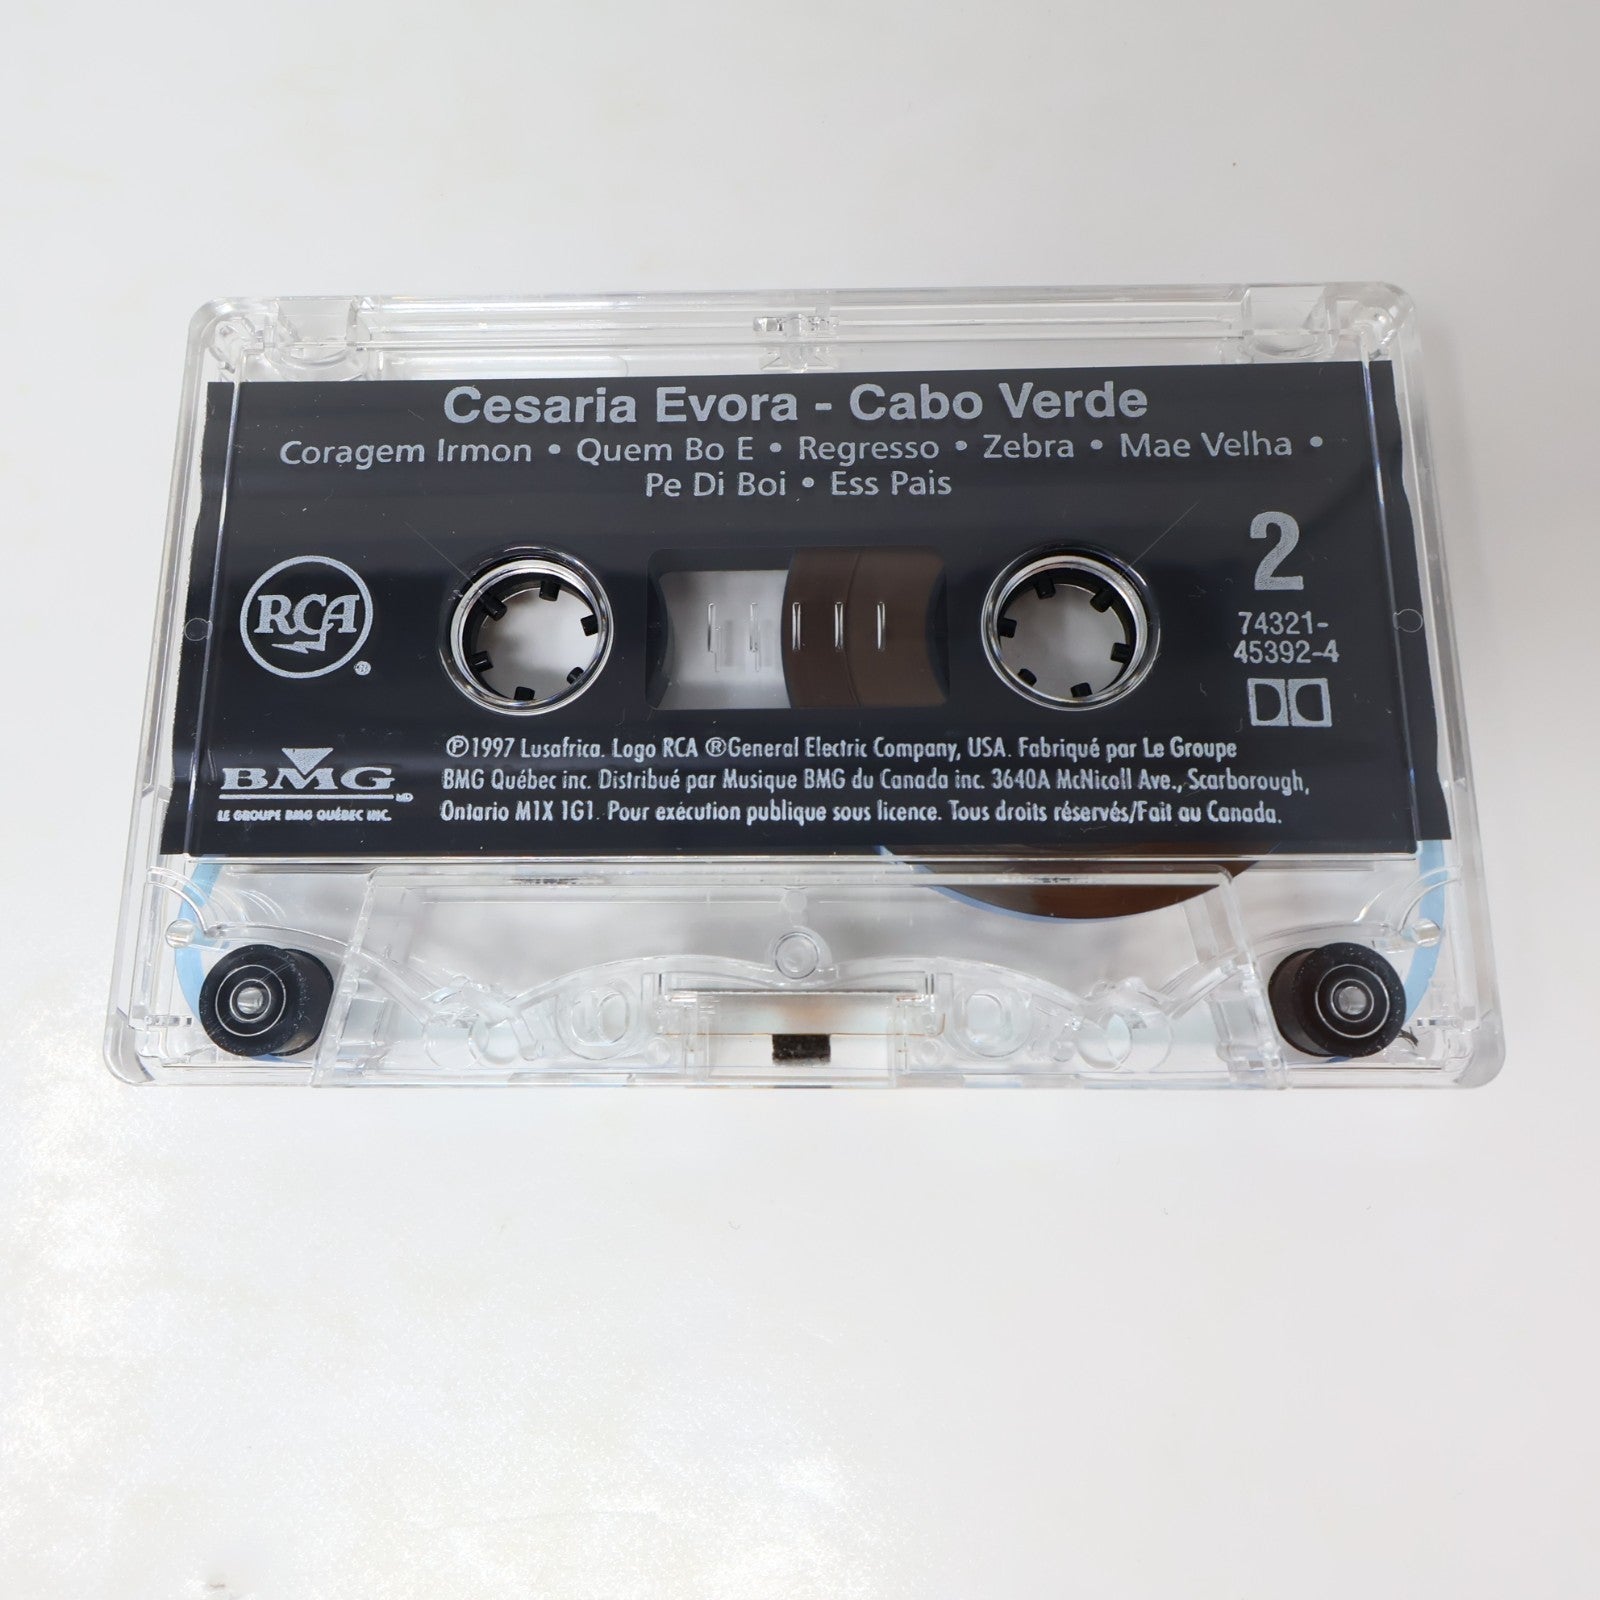 Cesaria Evora - Cabo Verde
Coragem Irmon • Quem Bo E • Regresso • Zebra • Mae Velha •
Pe Di Boi • Ess Pais
2
RCA
®
74321-
45392-4
BMG
MD
LE GROUPE BMG QUÉBEC INC.
℗1997 Lusafrica. Logo RCA ®General Electric Company, USA. Fabriqué par Le Groupe
BMG Québec inc. Distribué par Musique BMG du Canada inc. 3640A McNicoll Ave., Scarborough,
Ontario M1X 1G1. Pour exécution publique sous licence. Tous droits réservés/Fait au Canada.